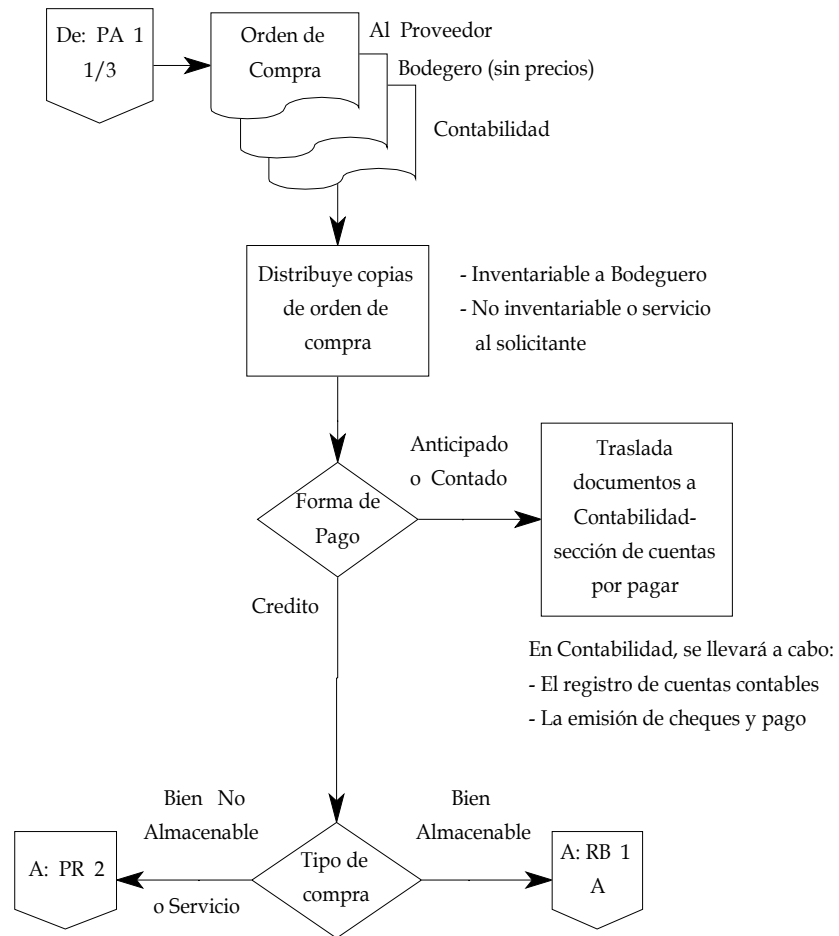 De: PA 1
1/3
Orden de
Compra
Al Proveedor
Bodegero (sin precios)
Contabilidad
Distribuye copias
de orden de
compra
- Inventariable a Bodeguero
- No inventariable o servicio
al solicitante
Forma de
Pago
Anticipado
o Contado
Traslada
documentos a
Contabilidad-
sección de cuentas
por pagar
Credito
En Contabilidad, se llevará a cabo:
- El registro de cuentas contables
- La emisión de cheques y pago
Bien No
Almacenable
o Servicio
Bien
Almacenable
A: PR 2
Tipo de
compra
A: RB 1
A